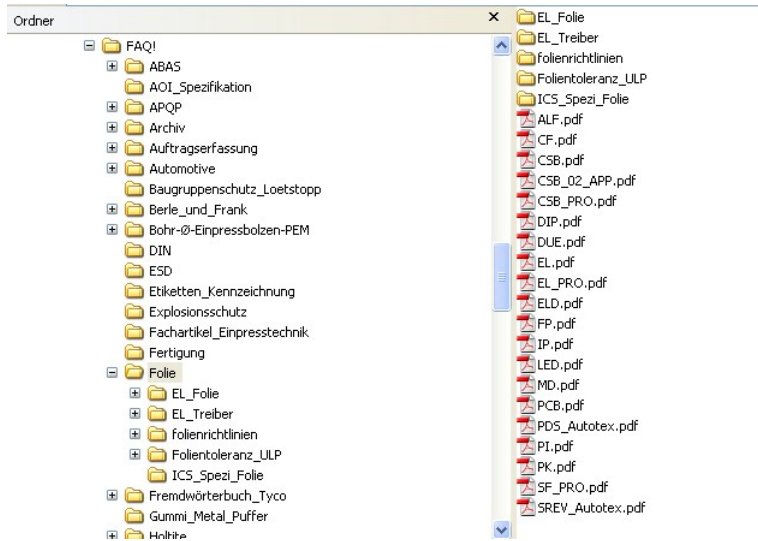 Ordner
FAQ!
ABAS
AOI_Spezifikation
APQP
Archiv
Auftragserfassung
Automotive
Baugruppenschutz_Loetstopp
Berle_und_Frank
Bohr-Ø-Einpressbolzen-PEM
DIN
ESD
Etiketten_Kennzeichnung
Explosionsschutz
Fachartikel_Einpresstechnik
Fertigung
Folie
EL_Folie
EL_Treiber
folienrichtlinien
Folientoleranz_ULP
ICS_Spezi_Folie
Fremdwörterbuch_Tyco
Gummi_Metal_Puffer
Holtite
EL_Folie
EL_Treiber
folienrichtlinien
Folientoleranz_ULP
ICS_Spezi_Folie
ALF.pdf
CF.pdf
CSB.pdf
CSB_02_APP.pdf
CSB_PRO.pdf
DIP.pdf
DUE.pdf
EL.pdf
EL_PRO.pdf
ELD.pdf
FP.pdf
IP.pdf
LED.pdf
MD.pdf
PCB.pdf
PDS_Autotex.pdf
PI.pdf
PK.pdf
SF_PRO.pdf
SREV_Autotex.pdf